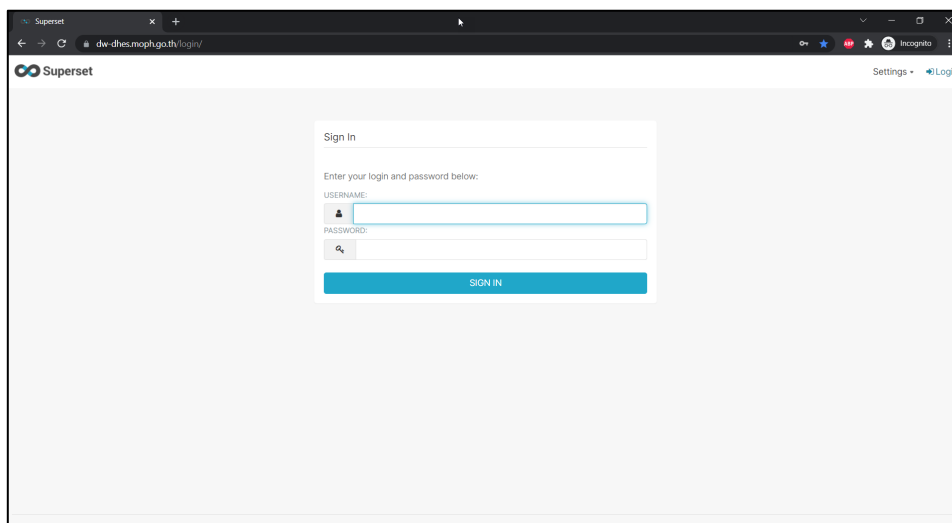 Superset
dw-dhes.moph.go.th/login/
ABP
Incognito
Superset
Settings
Logi
Sign In
Enter your login and password below:
USERNAME:
PASSWORD:
SIGN IN